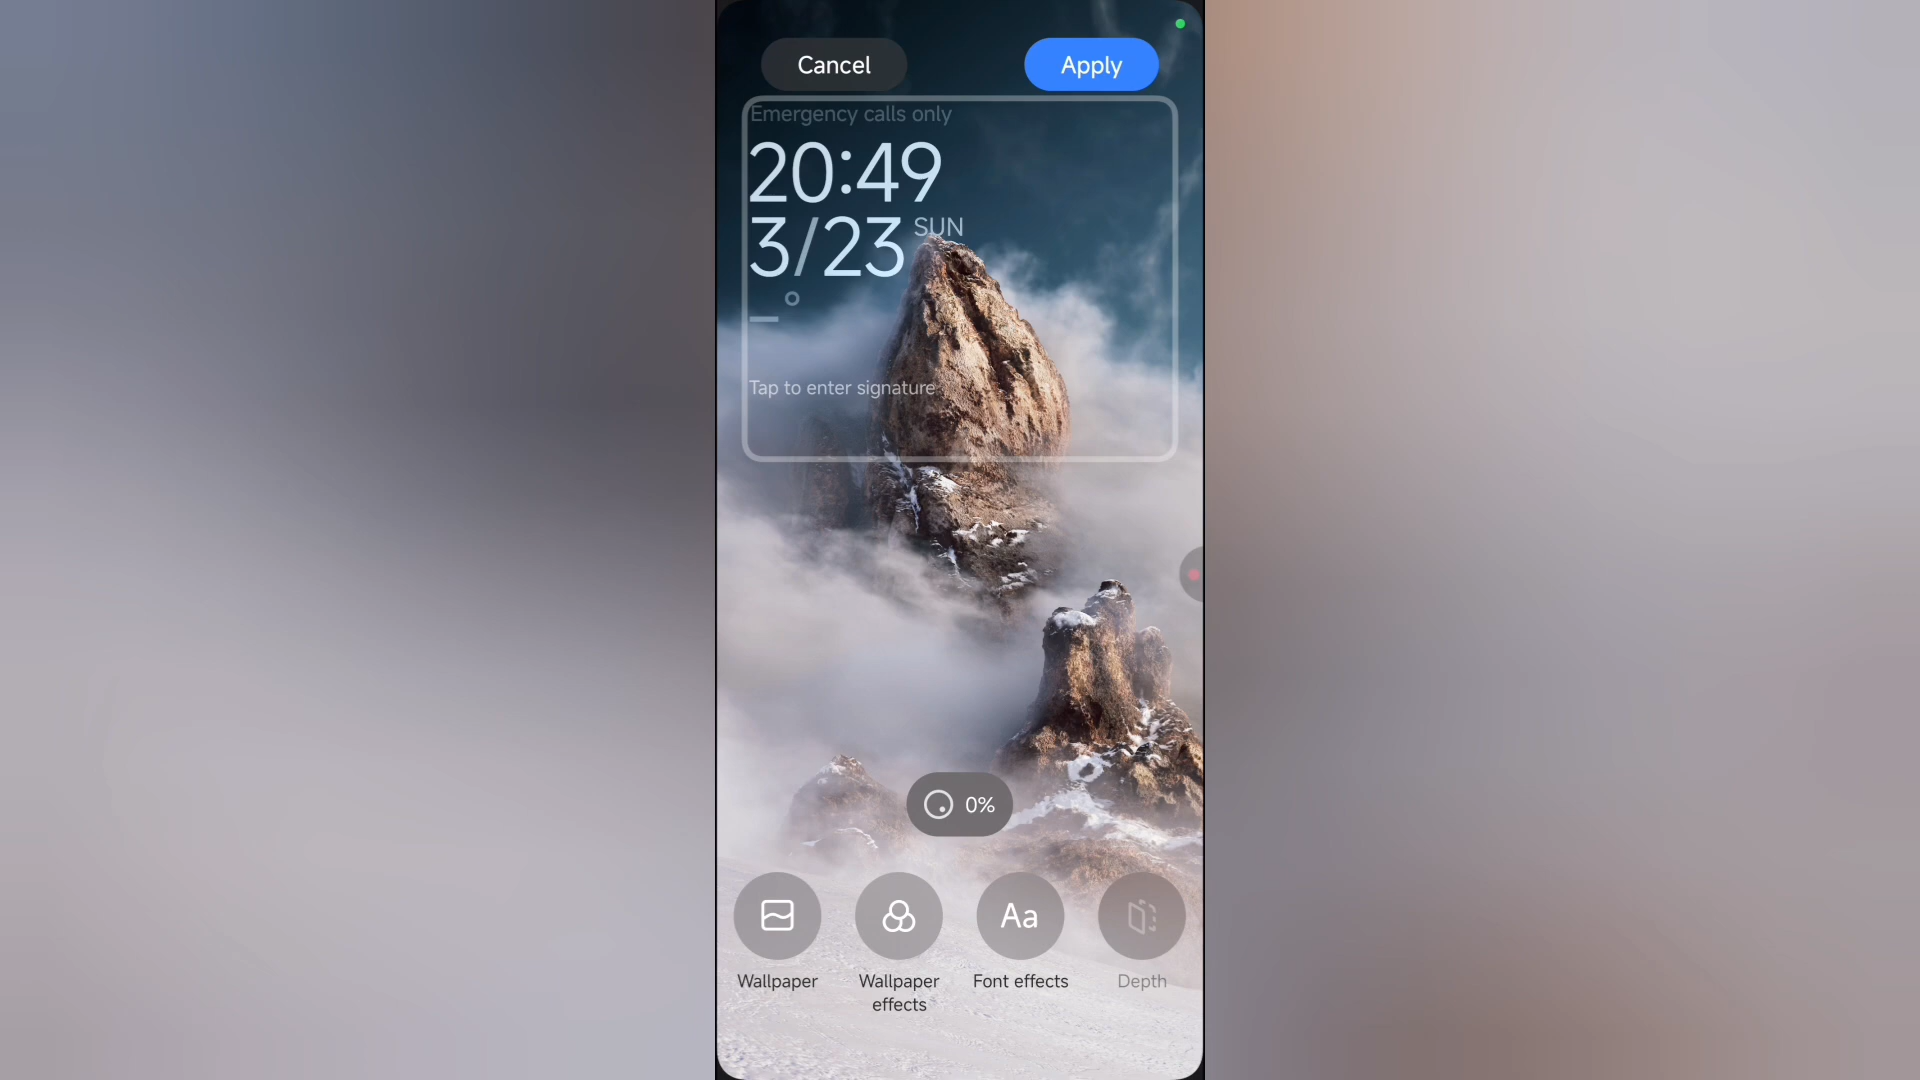 Cancel
Apply
Emergency calls only
20:49
3/23 SUN
_°
Tap to enter signature
0%
Aa
Wallpaper
Wallpaper effects
Font effects
Depth